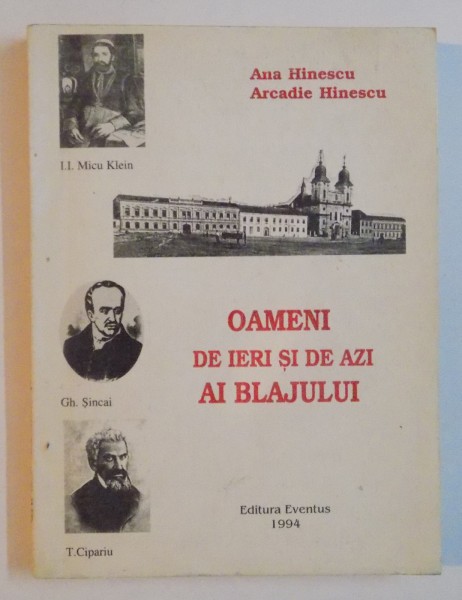 Ana Hinescu
Arcadie Hinescu
I.I. Micu Klein
OAMENI
DE IERI ȘI DE AZI
AI BLAJULUI
Gh. Șincai
Editura Eventus
1994
T.Cipariu